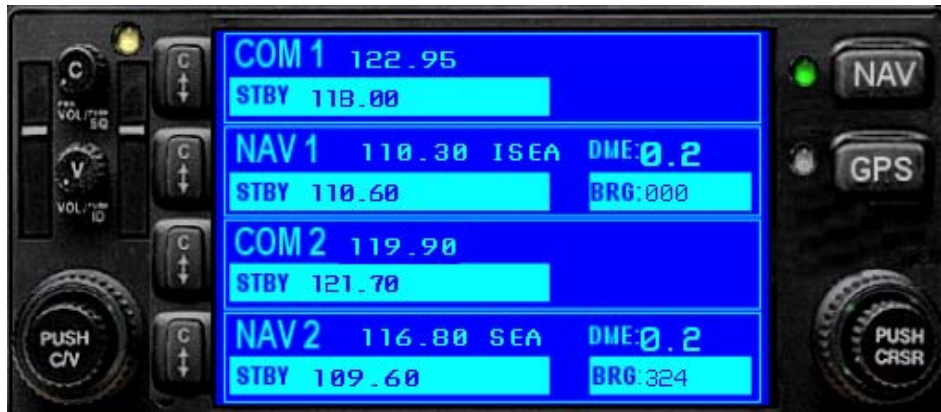 COM 1 122.95
STBY 118.00
NAV 1 110.30 ISEA DME:0.2
STBY 110.60 BRG:000
COM 2 119.90
STBY 121.70
NAV 2 116.80 SEA DME:0.2
STBY 109.60 BRG:324
C
VOL/
SQ
V
VOL/
ID
PUSH
C/V
C
C
C
C
NAV
GPS
PUSH
CRSR